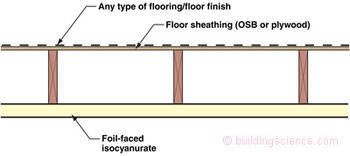 Any type of flooring/floor finish
Floor sheathing (OSB or plywood)
Foil-faced
isocyanurate
© buildingscience.com